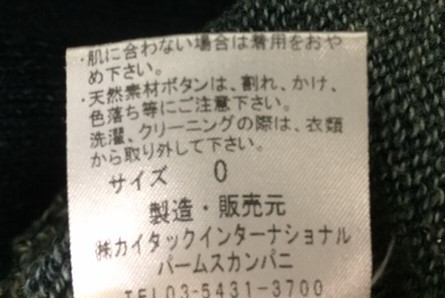 ・肌に合わない場合は着用をおや
め下さい。
・天然素材ボタンは、割れ、かけ、
色落ち等にご注意下さい。
洗濯、クリーニングの際は、衣類
から取り外して下さい。
サイズ 0
製造・販売元
㈱カイタックインターナショナル
パームスカンパニ
TEL03-5431-3700